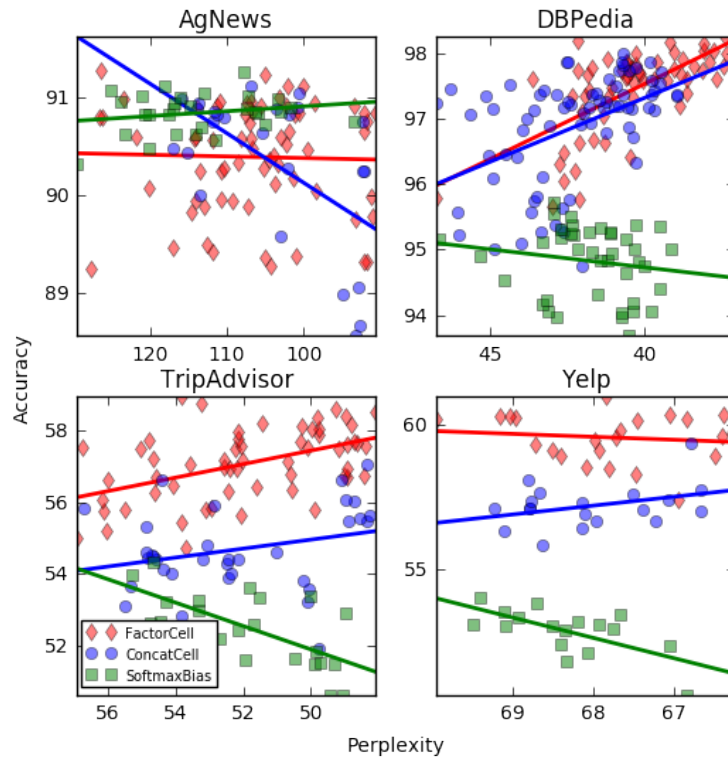 AgNews
DBPedia
91
90
89
120
110
100
98
97
96
95
94
45
40
TripAdvisor
Yelp
58
56
54
52
FactorCell
ConcatCell
SoftmaxBias
56
54
52
50
60
55
69
68
67
Accuracy
Perplexity